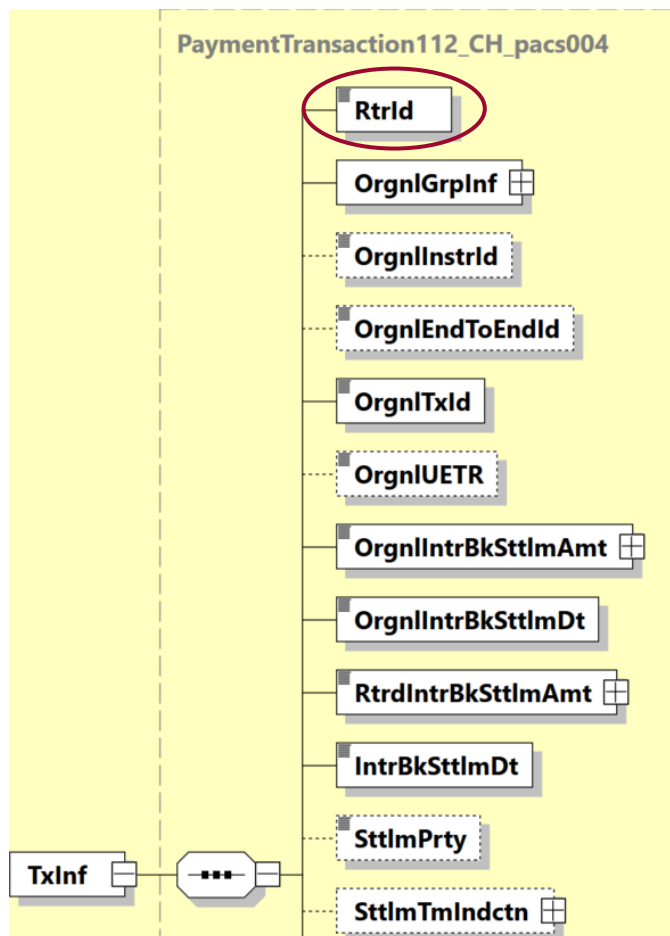 PaymentTransaction112_CH_pacs004
RtrId
OrgnlGrpInf
OrgnlInstrId
OrgnlEndToEndId
OrgnlTxId
OrgnlUETR
OrgnlIntrBkSttlmAmt
OrgnlIntrBkSttlmDt
RtrdIntrBkSttlmAmt
IntrBkSttlmDt
SttlmPrty
TxInf
SttlmTmIndctn